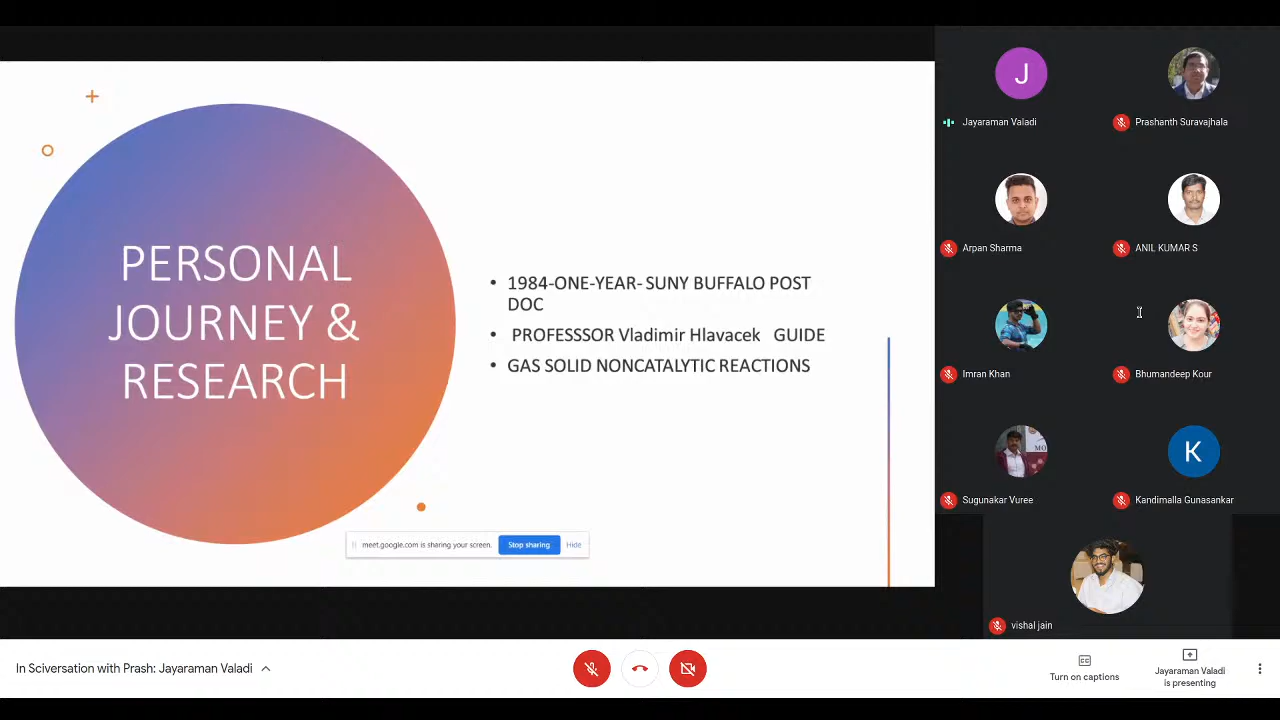 PERSONAL
JOURNEY &
RESEARCH
• 1984-ONE-YEAR- SUNY BUFFALO POST
DOC
• PROFESSSOR Vladimir Hlavacek GUIDE
• GAS SOLID NONCATALYTIC REACTIONS
meet.google.com is sharing your screen. Stop sharing Hide
J
Jayaraman Valadi
Prashanth Suravajhala
Arpan Sharma
ANIL KUMAR S
Imran Khan
Bhumandeep Kour
MO
K
Sugunakar Vuree
Kandimalla Gunasankar
vishal jain
In Sciversation with Prash: Jayaraman Valadi
CC
Turn on captions
Jayaraman Valadi
is presenting